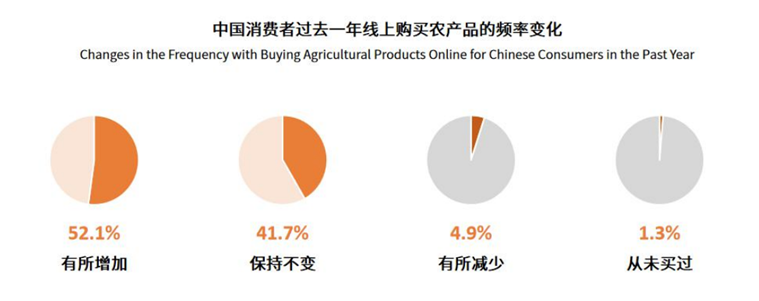 中国消费者过去一年线上购买农产品的频率变化
Changes in the Frequency with Buying Agricultural Products Online for Chinese Consumers in the Past Year
52.1%
41.7%
4.9%
1.3%
有所增加
保持不变
有所减少
从未买过